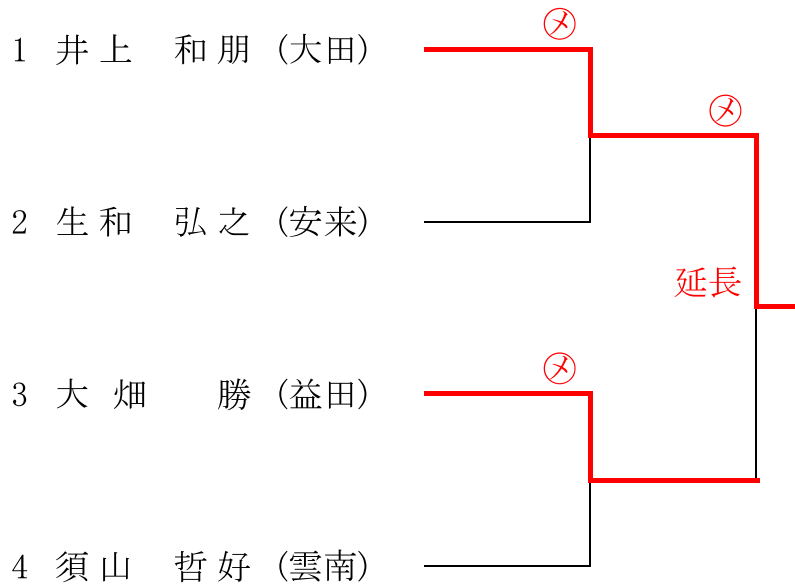 ㋱
1 井上 和朋 (大田)
㋱
2 生和 弘之 (安来)
延長
㋱
3 大畑 勝 (益田)
4 須山 哲好 (雲南)